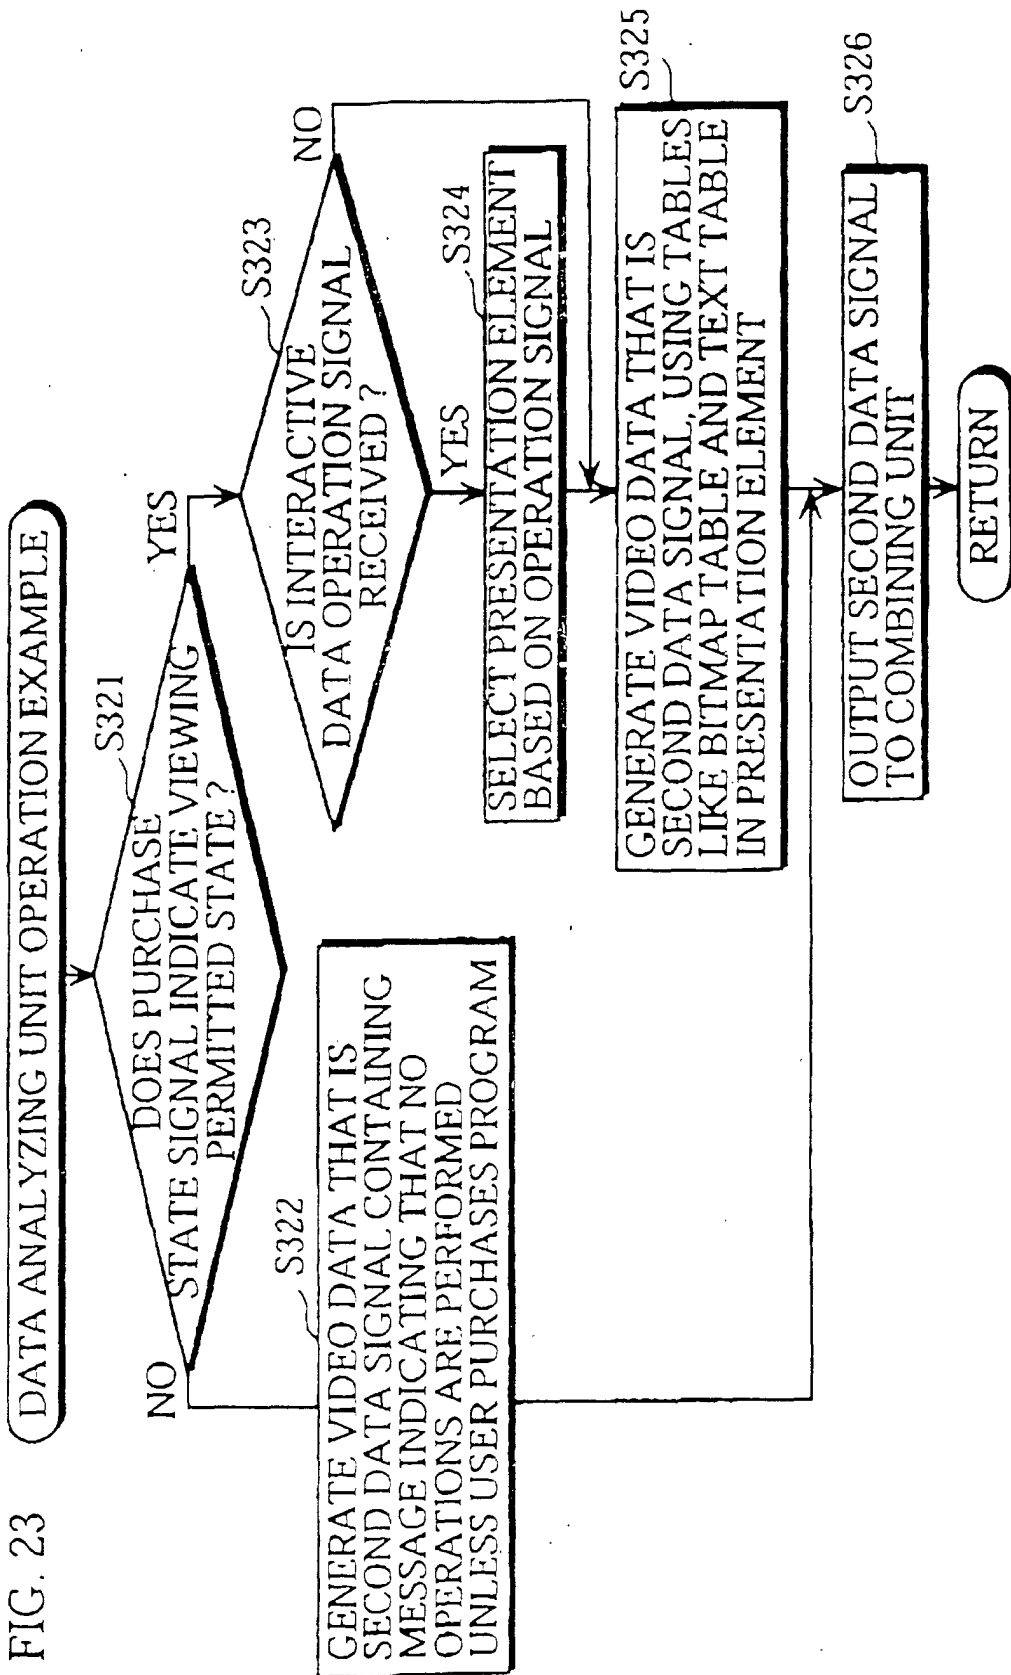 FIG. 23
DATA ANALYZING UNIT OPERATION EXAMPLE
S321
DOES PURCHASE
STATE SIGNAL INDICATE VIEWING
PERMITTED STATE?
NO
YES
S322
GENERATE VIDEO DATA THAT IS
SECOND DATA SIGNAL CONTAINING
MESSAGE INDICATING THAT NO
OPERATIONS ARE PERFORMED
UNLESS USER PURCHASES PROGRAM
S323
IS INTERACTIVE
DATA OPERATION SIGNAL
RECEIVED?
NO
YES
S324
SELECT PRESENTATION ELEMENT
BASED ON OPERATION SIGNAL
S325
GENERATE VIDEO DATA THAT IS
SECOND DATA SIGNAL, USING TABLES
LIKE BITMAP TABLE AND TEXT TABLE
IN PRESENTATION ELEMENT
S326
OUTPUT SECOND DATA SIGNAL
TO COMBINING UNIT
RETURN